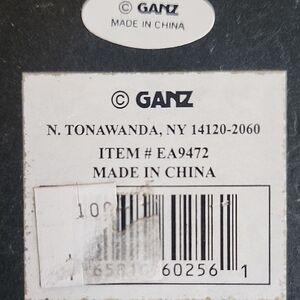 © GANZ
MADE IN CHINA
© GANZ
N. TONAWANDA, NY 14120-2060
ITEM # EA9472
MADE IN CHINA
60256 1